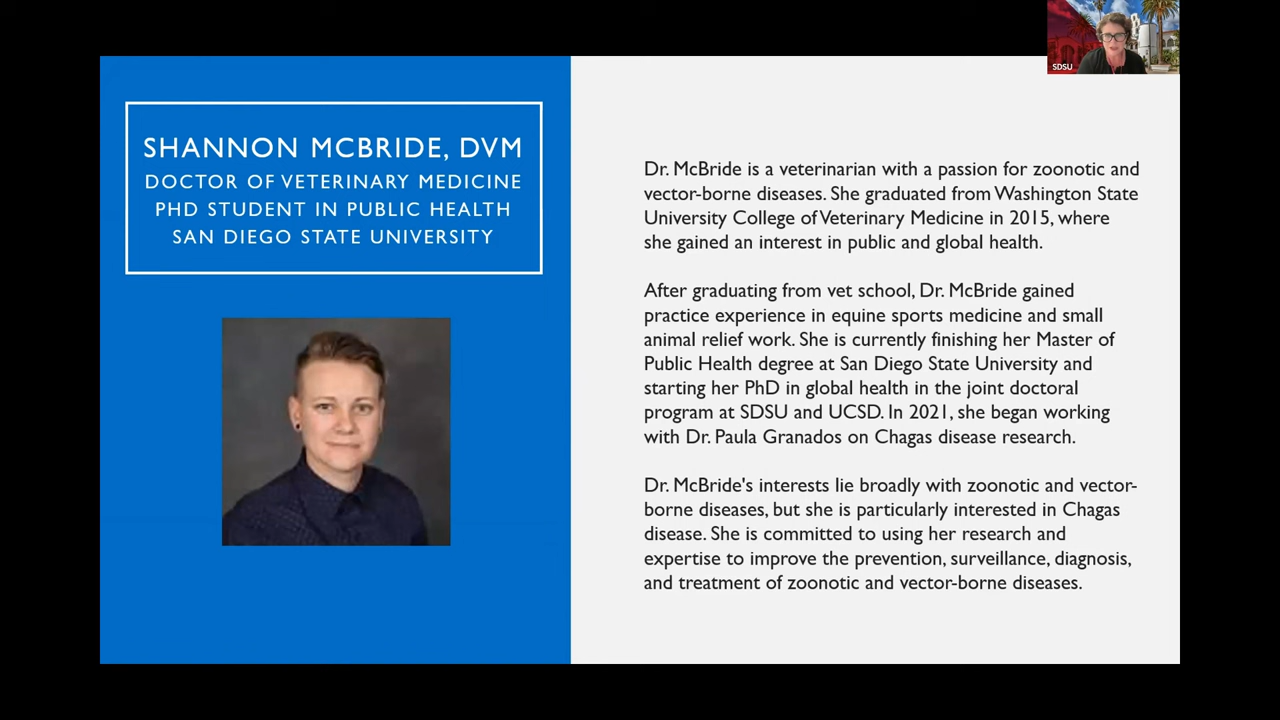 SDSU
SHANNON MCBRIDE, DVM
DOCTOR OF VETERINARY MEDICINE
PHD STUDENT IN PUBLIC HEALTH
SAN DIEGO STATE UNIVERSITY
Dr. McBride is a veterinarian with a passion for zoonotic and
vector-borne diseases. She graduated from Washington State
University College of Veterinary Medicine in 2015, where
she gained an interest in public and global health.
After graduating from vet school, Dr. McBride gained
practice experience in equine sports medicine and small
animal relief work. She is currently finishing her Master of
Public Health degree at San Diego State University and
starting her PhD in global health in the joint doctoral
program at SDSU and UCSD. In 2021, she began working
with Dr. Paula Granados on Chagas disease research.
Dr. McBride's interests lie broadly with zoonotic and vector-
borne diseases, but she is particularly interested in Chagas
disease. She is committed to using her research and
expertise to improve the prevention, surveillance, diagnosis,
and treatment of zoonotic and vector-borne diseases.